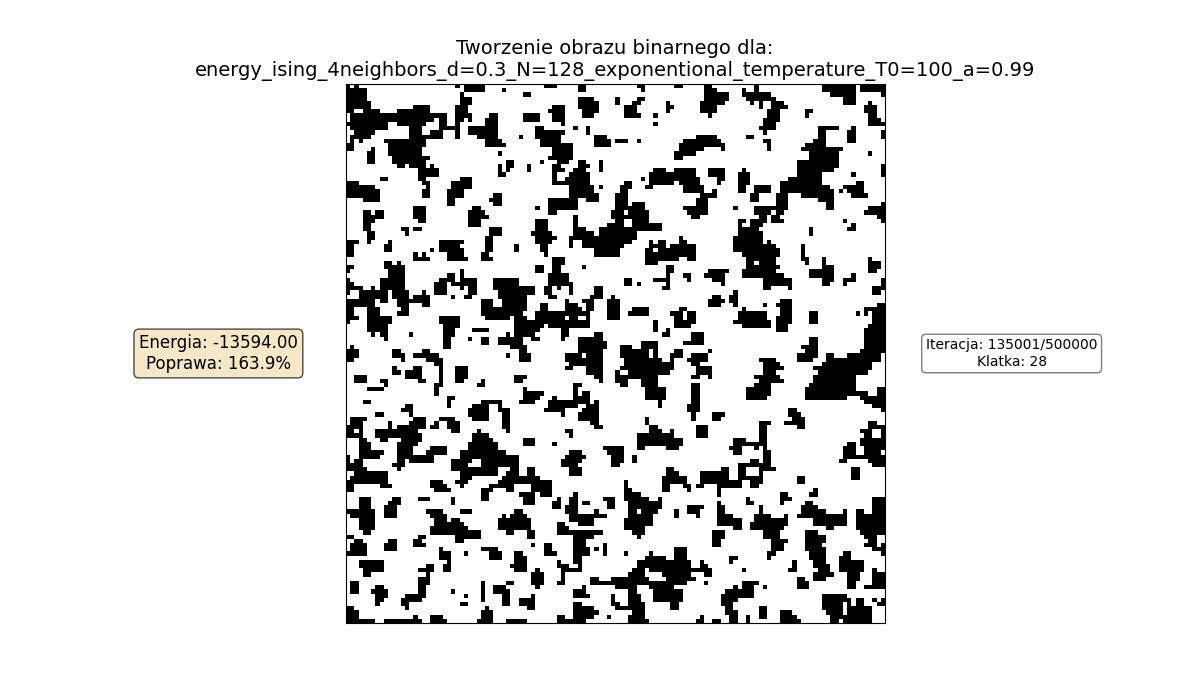 Tworzenie obrazu binarnego dla:
energy_ising_4neighbors_d=0.3_N=128_exponentional_temperature_T0=100_a=0.99
Energia: -13594.00
Poprawa: 163.9%
Iteracja: 135001/500000
Klatka: 28